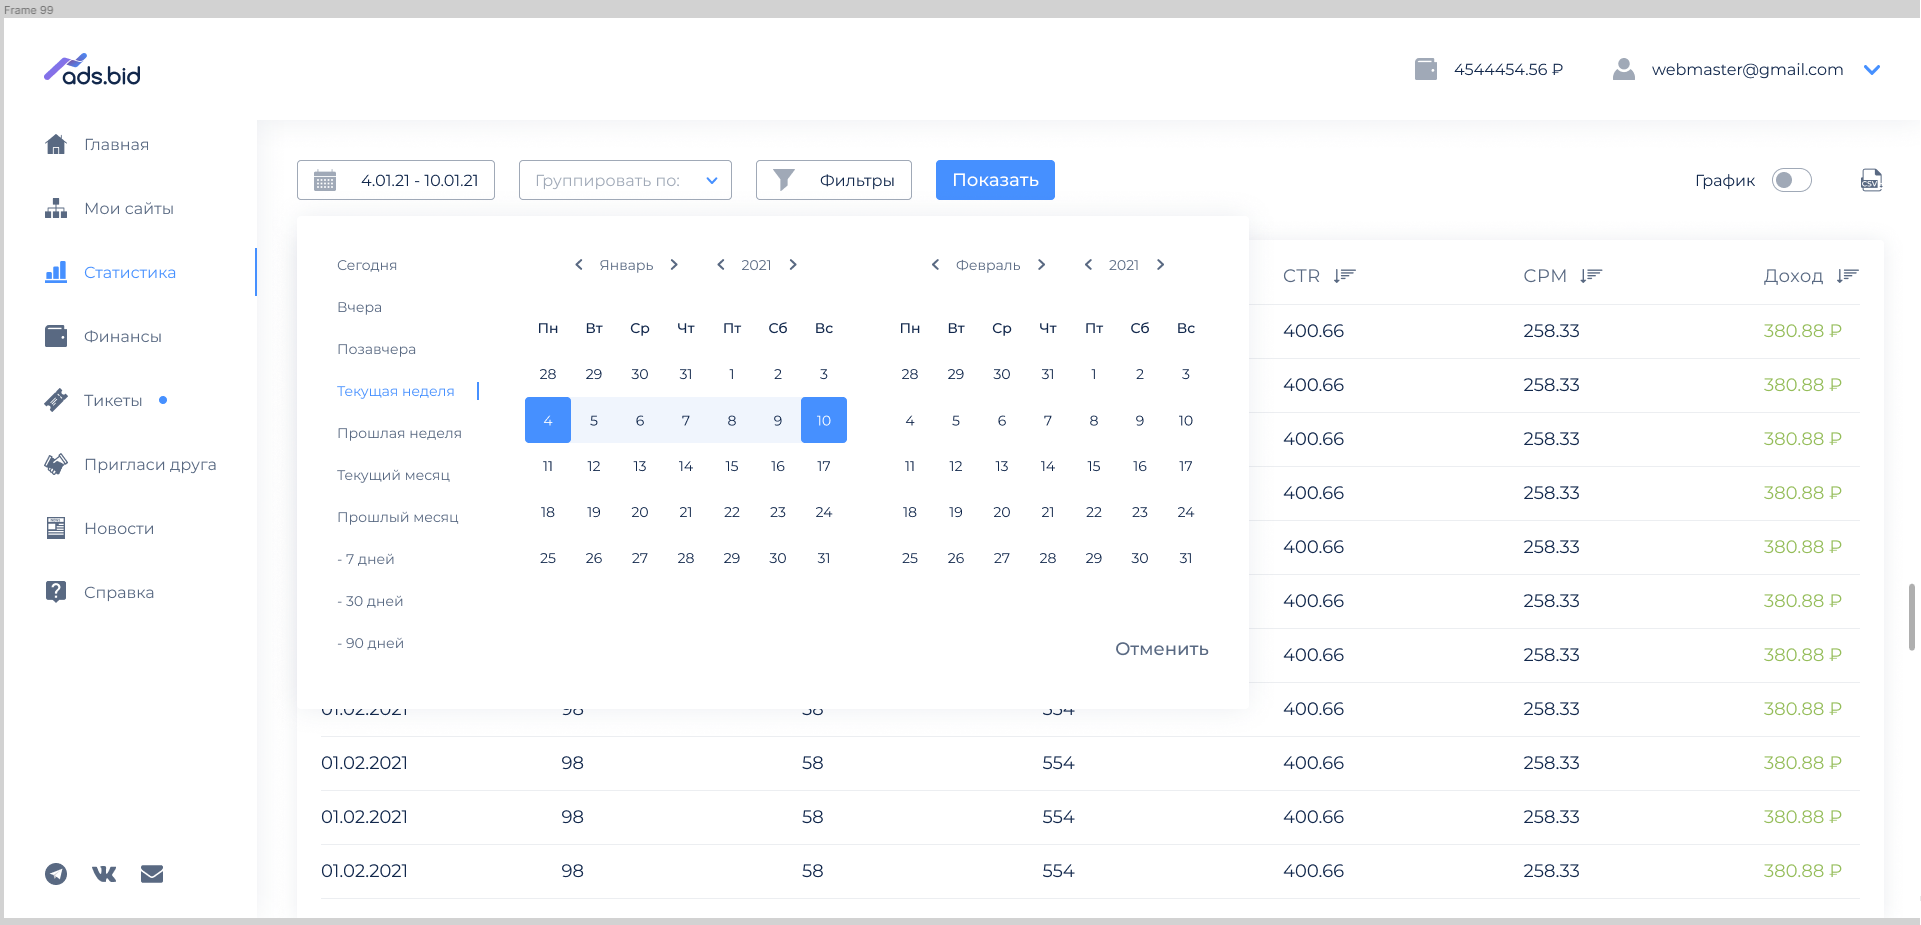 Frame 99
ads.bid
4544454.56 ₽
webmaster@gmail.com
Главная
Мои сайты
Статистика
Финансы
Тикеты
Пригласи друга
Новости
Справка
4.01.21 - 10.01.21
Группировать по:
Фильтры
Показать
График
CSV
Сегодня
Вчера
Позавчера
Текущая неделя
Прошлая неделя
Текущий месяц
Прошлый месяц
- 7 дней
- 30 дней
- 90 дней
Январь 2021
Пн Вт Ср Чт Пт Сб Вс
28 29 30 31 1 2 3
4 5 6 7 8 9 10
11 12 13 14 15 16 17
18 19 20 21 22 23 24
25 26 27 28 29 30 31
Февраль 2021
Пн Вт Ср Чт Пт Сб Вс
28 29 30 31 1 2 3
4 5 6 7 8 9 10
11 12 13 14 15 16 17
18 19 20 21 22 23 24
25 26 27 28 29 30 31
Отменить
CTR CPM Доход
400.66 258.33 380.88 ₽
400.66 258.33 380.88 ₽
400.66 258.33 380.88 ₽
400.66 258.33 380.88 ₽
400.66 258.33 380.88 ₽
400.66 258.33 380.88 ₽
400.66 258.33 380.88 ₽
01.02.2021 98 58 554 400.66 258.33 380.88 ₽
01.02.2021 98 58 554 400.66 258.33 380.88 ₽
01.02.2021 98 58 554 400.66 258.33 380.88 ₽
01.02.2021 98 58 554 400.66 258.33 380.88 ₽